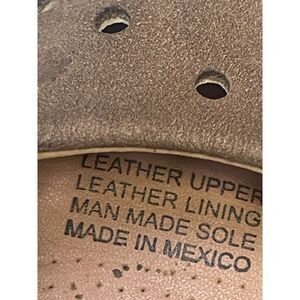 LEATHER UPPER
LEATHER LINING
MAN MADE SOLE
MADE IN MEXICO